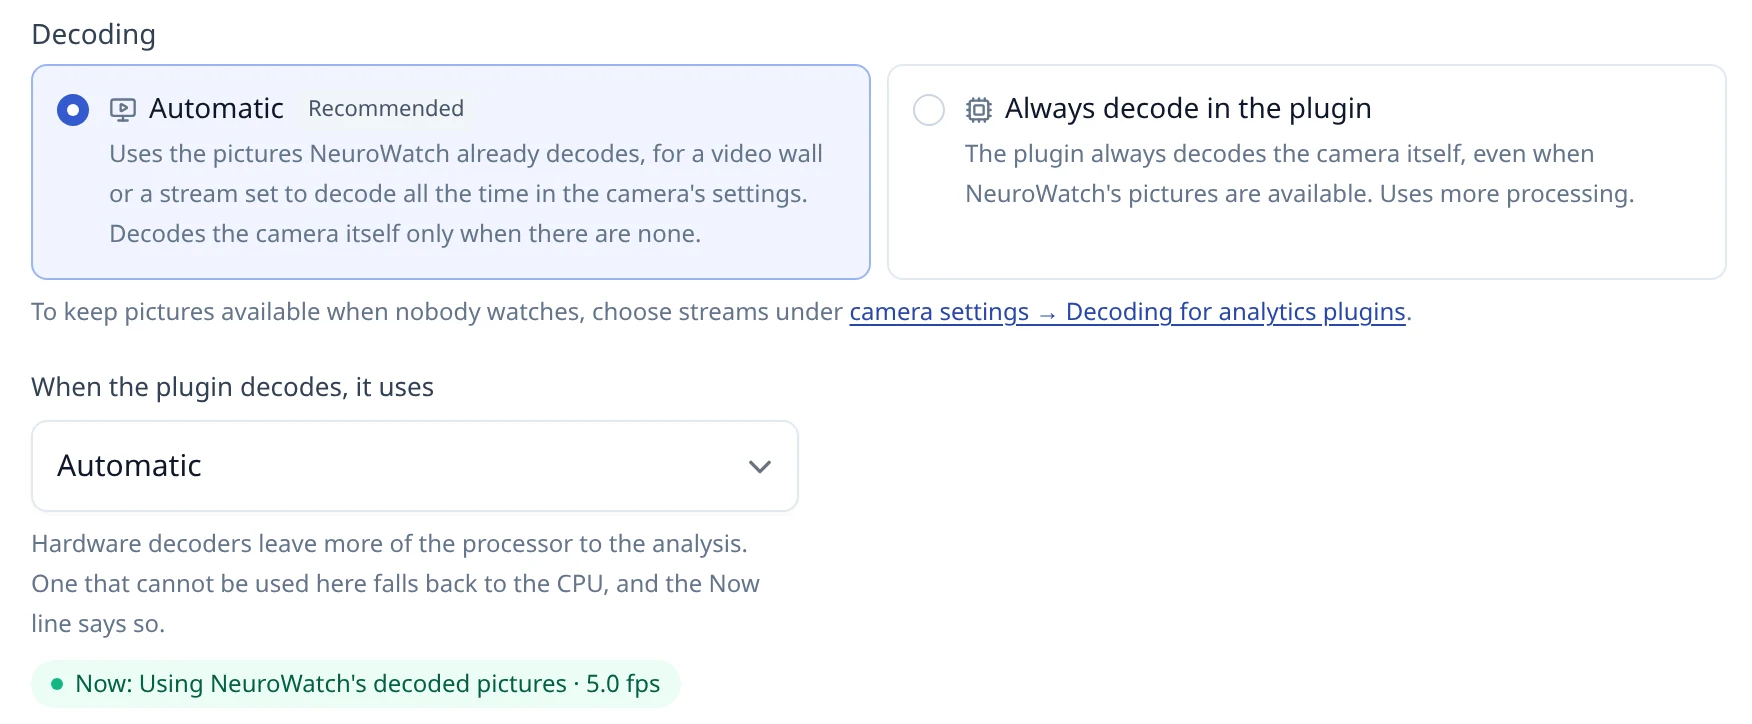 Decoding
Automatic Recommended
Uses the pictures NeuroWatch already decodes, for a video wall
or a stream set to decode all the time in the camera's settings.
Decodes the camera itself only when there are none.
Always decode in the plugin
The plugin always decodes the camera itself, even when
NeuroWatch's pictures are available. Uses more processing.
To keep pictures available when nobody watches, choose streams under camera settings → Decoding for analytics plugins.
When the plugin decodes, it uses
Automatic
Hardware decoders leave more of the processor to the analysis.
One that cannot be used here falls back to the CPU, and the Now
line says so.
Now: Using NeuroWatch's decoded pictures · 5.0 fps